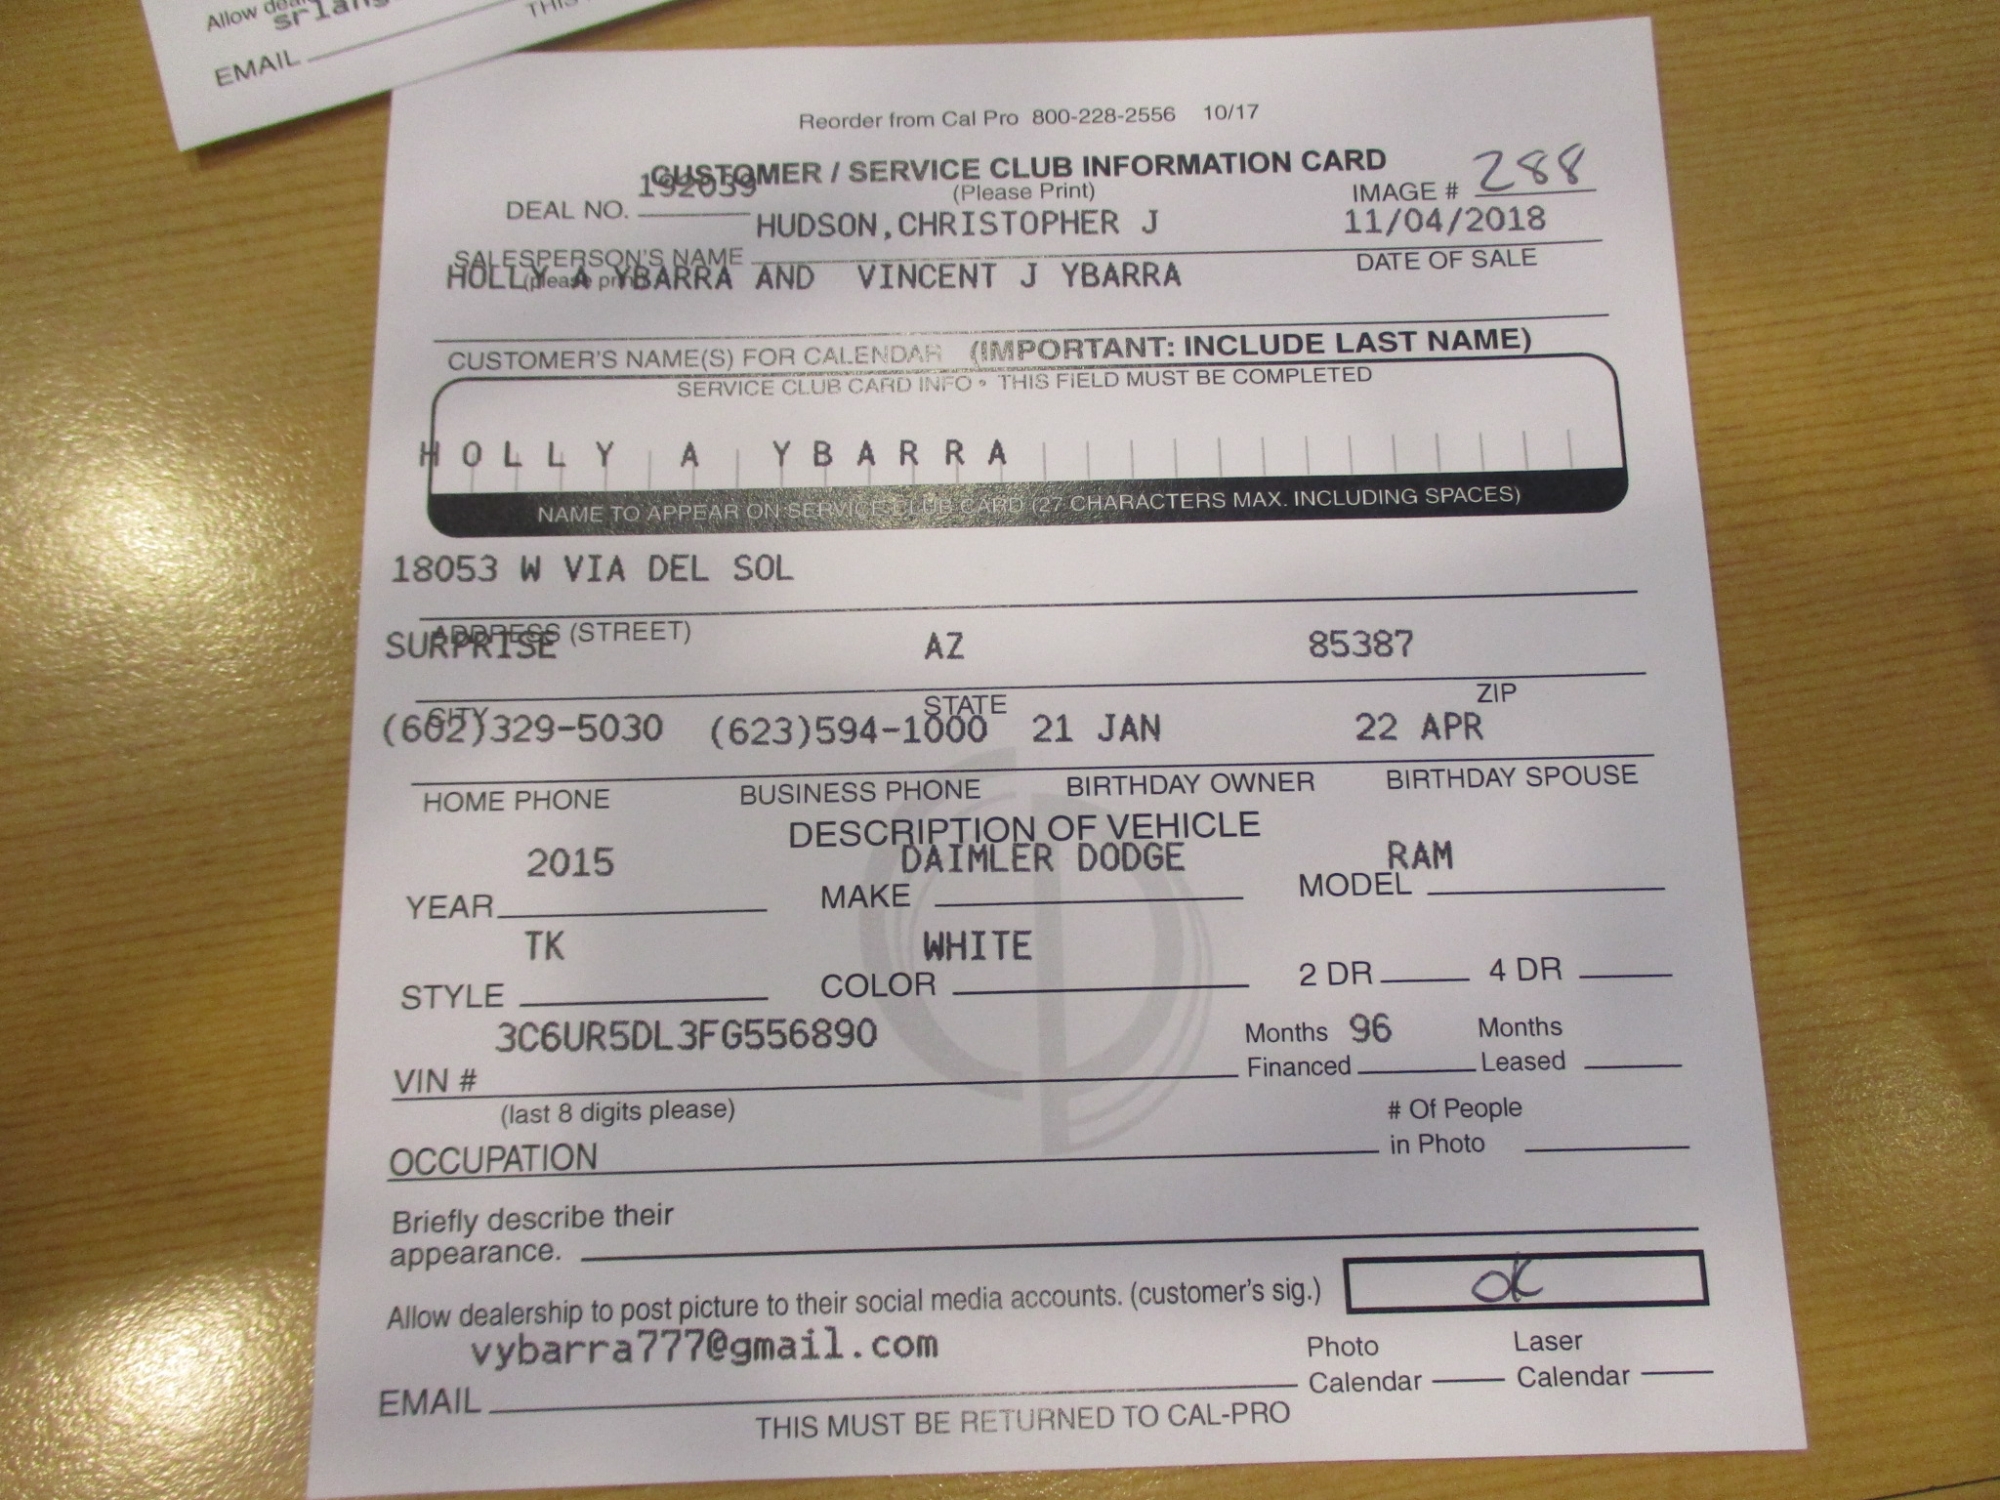 Allow
EMAIL
Reorder from Cal Pro 800-228-2556 10/17
CUSTOMER / SERVICE CLUB INFORMATION CARD
192039 (Please Print) IMAGE # 288
DEAL NO.
HUDSON,CHRISTOPHER J 11/04/2018
SALESPERSON'S NAME DATE OF SALE
(please print)
HOLLY A YBARRA AND VINCENT J YBARRA
CUSTOMER'S NAME(S) FOR CALENDAR (IMPORTANT: INCLUDE LAST NAME)
SERVICE CLUB CARD INFO • THIS FIELD MUST BE COMPLETED
HOLLY A YBARRA
NAME TO APPEAR ON SERVICE CLUB CARD (27 CHARACTERS MAX. INCLUDING SPACES)
18053 W VIA DEL SOL
ADDRESS (STREET)
SURPRISE AZ 85387
CITY STATE ZIP
(602)329-5030 (623)594-1000 21 JAN 22 APR
HOME PHONE BUSINESS PHONE BIRTHDAY OWNER BIRTHDAY SPOUSE
DESCRIPTION OF VEHICLE
2015 DAIMLER DODGE RAM
YEAR MAKE MODEL
TK WHITE
STYLE COLOR 2 DR 4 DR
3C6UR5DL3FG556890 Months 96 Months
VIN # Financed Leased
(last 8 digits please) # Of People
OCCUPATION in Photo
Briefly describe their
appearance.
Allow dealership to post picture to their social media accounts. (customer's sig.) ok
vybarra777@gmail.com Photo Laser
EMAIL Calendar Calendar
THIS MUST BE RETURNED TO CAL-PRO